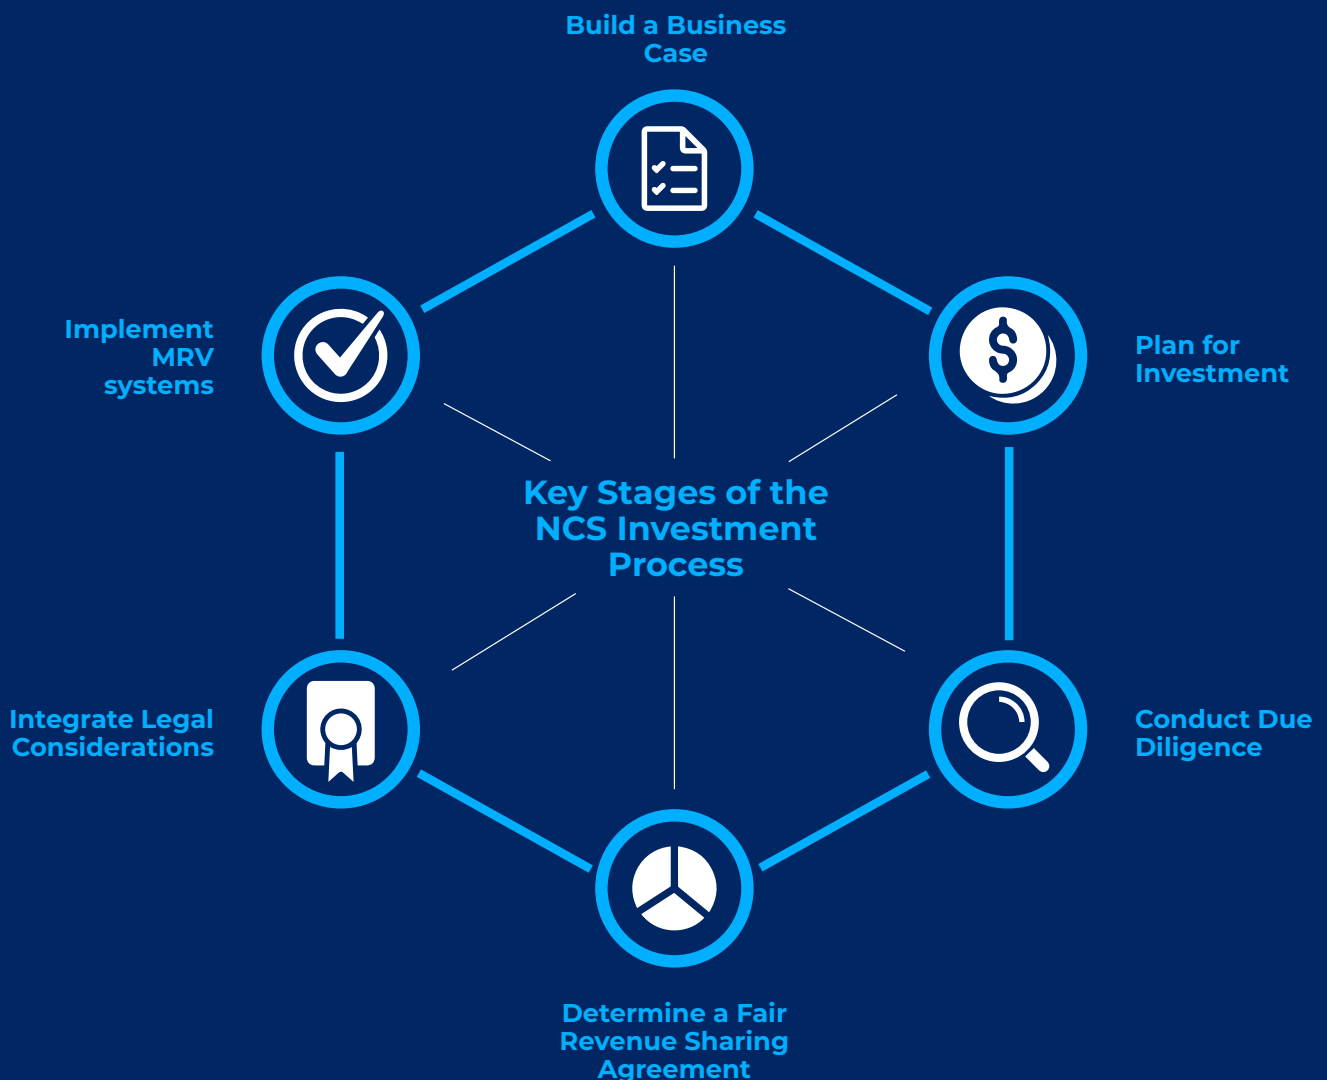 Build a Business
Case
Implement
MRV
systems
Plan for
Investment
Key Stages of the
NCS Investment
Process
Integrate Legal
Considerations
Conduct Due
Diligence
Determine a Fair
Revenue Sharing
Agreement